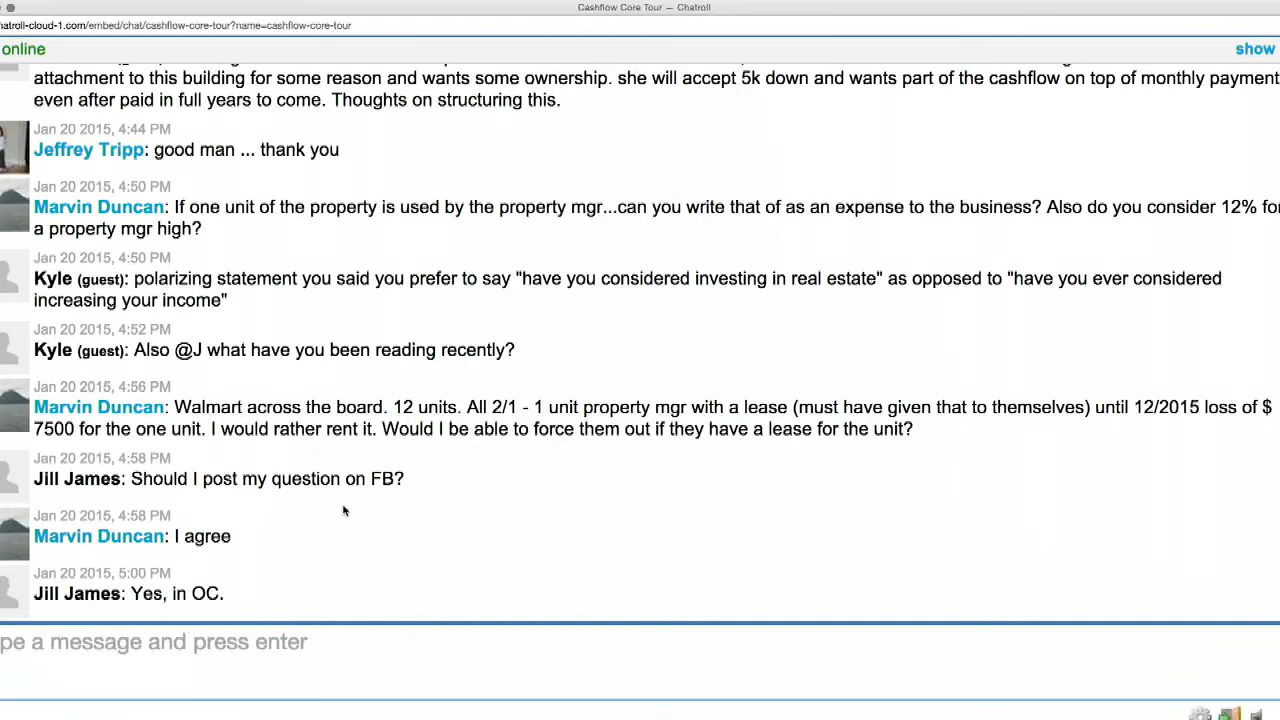 Cashflow Core Tour — Chatroll
hatroll-cloud-1.com/embed/chat/cashflow-core-tour?name=cashflow-core-tour
online
show
attachment to this building for some reason and wants some ownership. she will accept 5k down and wants part of the cashflow on top of monthly payment
even after paid in full years to come. Thoughts on structuring this.
Jan 20 2015, 4:44 PM
Jeffrey Tripp: good man ... thank you
Jan 20 2015, 4:50 PM
Marvin Duncan: If one unit of the property is used by the property mgr...can you write that of as an expense to the business? Also do you consider 12% for
a property mgr high?
Jan 20 2015, 4:50 PM
Kyle (guest): polarizing statement you said you prefer to say "have you considered investing in real estate" as opposed to "have you ever considered
increasing your income"
Jan 20 2015, 4:52 PM
Kyle (guest): Also @J what have you been reading recently?
Jan 20 2015, 4:56 PM
Marvin Duncan: Walmart across the board. 12 units. All 2/1 - 1 unit property mgr with a lease (must have given that to themselves) until 12/2015 loss of $
7500 for the one unit. I would rather rent it. Would I be able to force them out if they have a lease for the unit?
Jan 20 2015, 4:58 PM
Jill James: Should I post my question on FB?
Jan 20 2015, 4:58 PM
Marvin Duncan: I agree
Jan 20 2015, 5:00 PM
Jill James: Yes, in OC.
pe a message and press enter